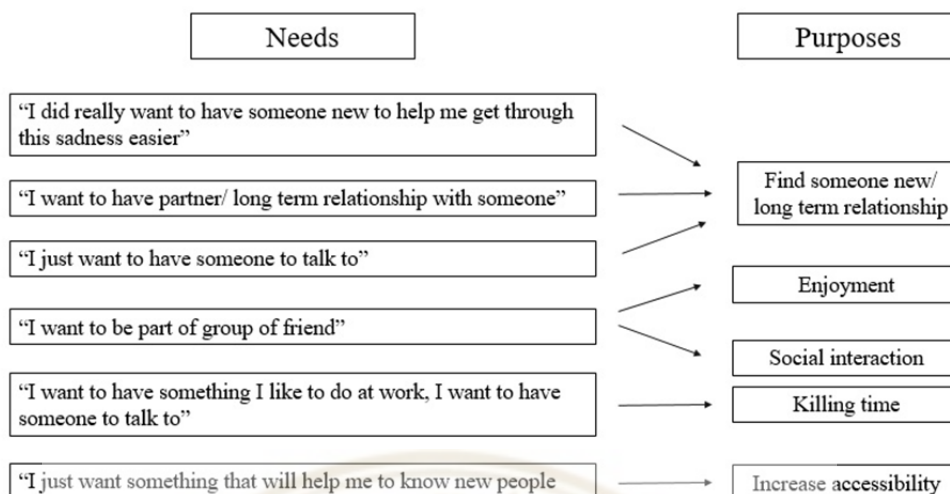 Needs
Purposes
“I did really want to have someone new to help me get through
this sadness easier”
“I want to have partner/ long term relationship with someone”
Find someone new/
long term relationship
“I just want to have someone to talk to”
Enjoyment
“I want to be part of group of friend”
Social interaction
“I want to have something I like to do at work, I want to have
someone to talk to”
Killing time
“I just want something that will help me to know new people
Increase accessibility